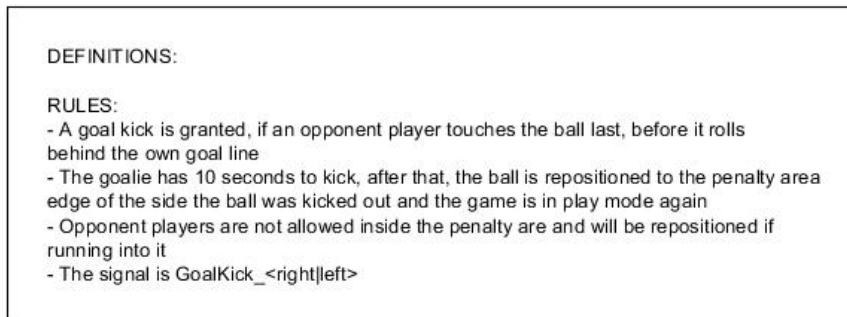 DEFINITIONS:
RULES:
- A goal kick is granted, if an opponent player touches the ball last, before it rolls
behind the own goal line
- The goalie has 10 seconds to kick, after that, the ball is repositioned to the penalty area
edge of the side the ball was kicked out and the game is in play mode again
- Opponent players are not allowed inside the penalty are and will be repositioned if
running into it
- The signal is GoalKick_<right|left>